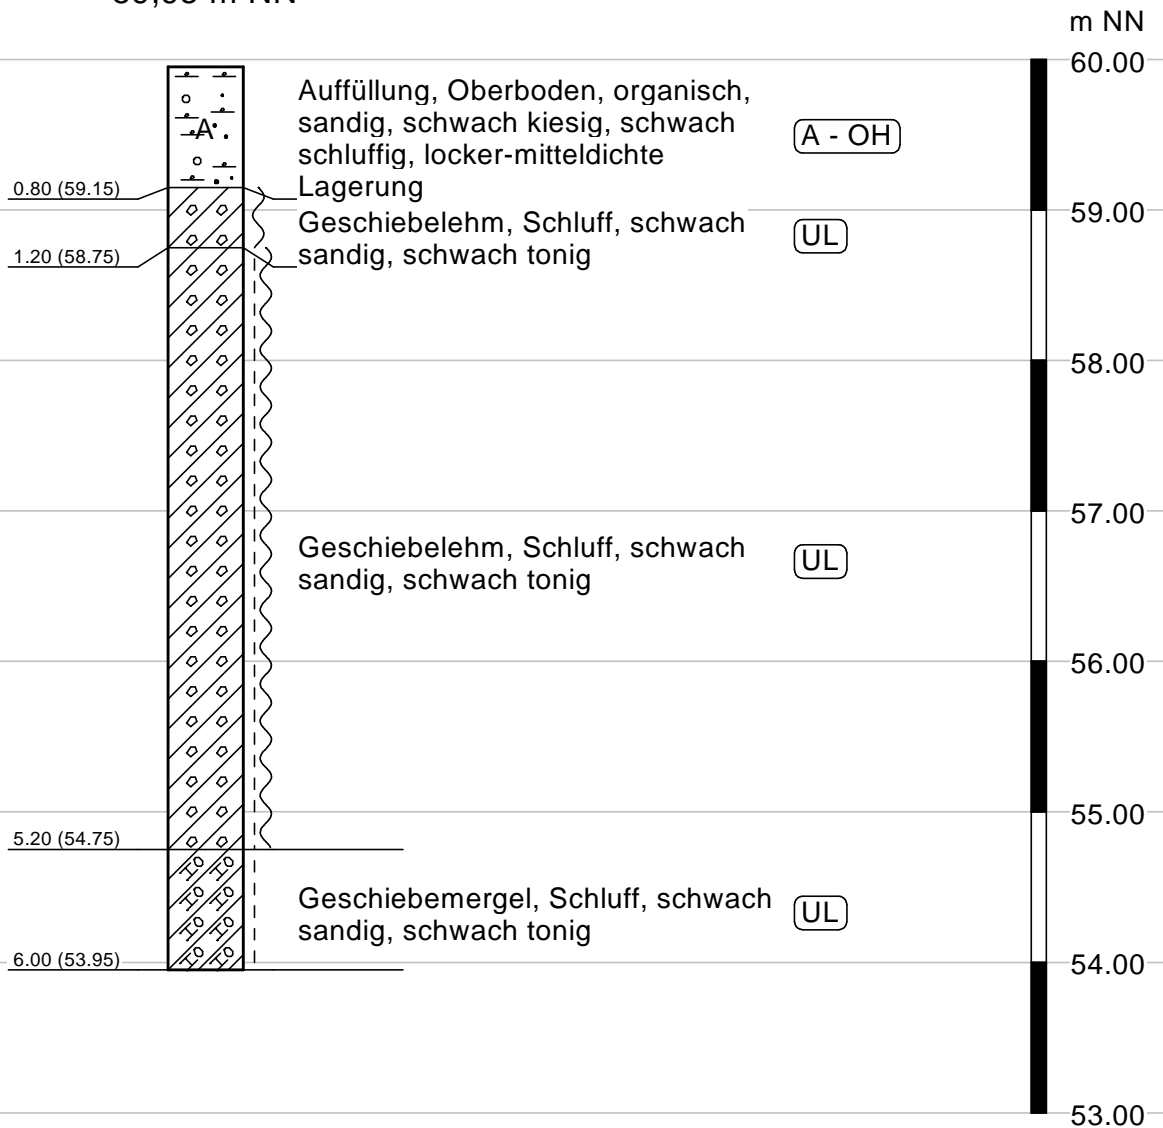 m NN
60.00
Auffüllung, Oberboden, organisch,
sandig, schwach kiesig, schwach
schluffig, locker-mitteldichte
Lagerung
A - OH
A
0.80 (59.15)
59.00
Geschiebelehm, Schluff, schwach
sandig, schwach tonig
UL
1.20 (58.75)
58.00
57.00
Geschiebelehm, Schluff, schwach
sandig, schwach tonig
UL
56.00
55.00
5.20 (54.75)
Geschiebemergel, Schluff, schwach
sandig, schwach tonig
UL
6.00 (53.95)
54.00
53.00